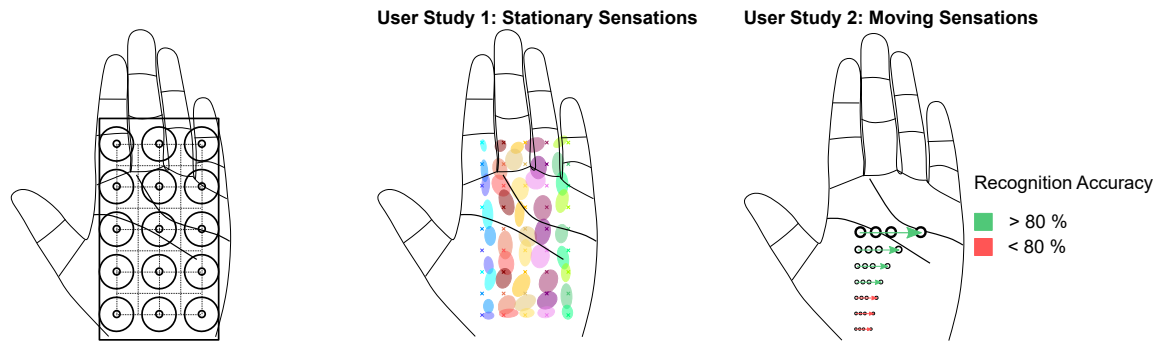 User Study 1: Stationary Sensations
User Study 2: Moving Sensations
Recognition Accuracy
> 80 %
< 80 %